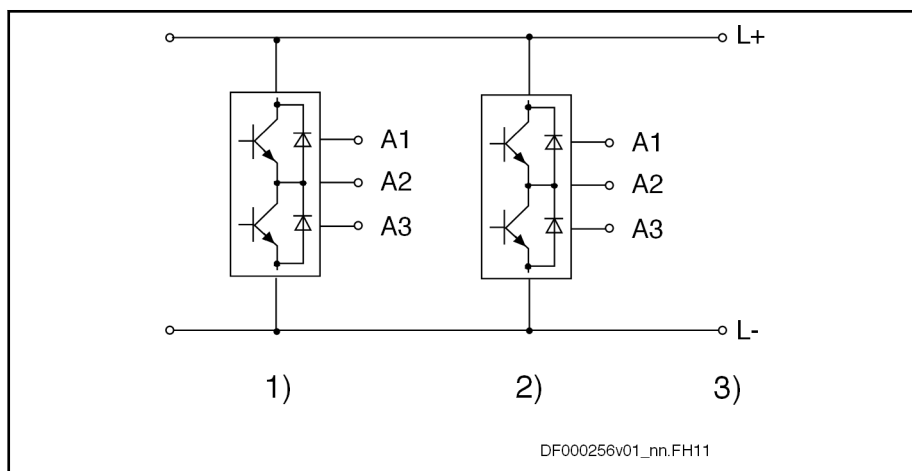 L+
A1
A2
A3
A1
A2
A3
L-
1)
2)
3)
DF000256v01_nn.FH11